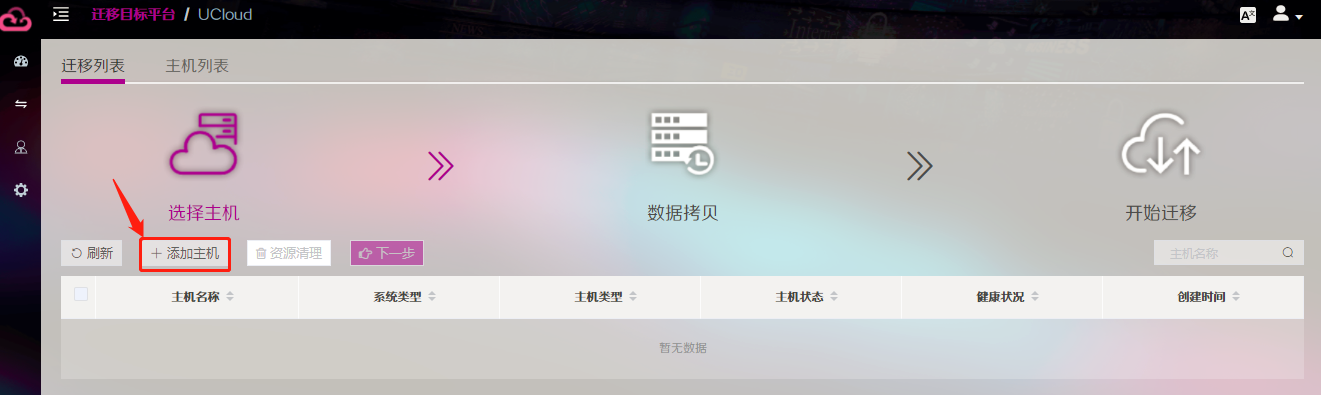 迁移目标平台 / UCloud
迁移列表 主机列表
选择主机 数据拷贝 开始迁移
刷新 + 添加主机 资源清理 下一步 主机名称
主机名称 系统类型 主机类型 主机状态 健康状况 创建时间
暂无数据